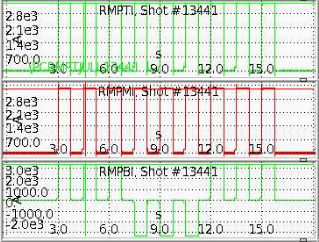 RMPTI, Shot #13441
2.8e3
2.1e3
1.4e3
700.0
A
s
3.0 6.0 9.0 12.0 15.0
RMPMI, Shot #13441
2.8e3
2.1e3
1.4e3
700.0
A
s
3.0 6.0 9.0 12.0 15.0
RMPBI, Shot #13441
3.0e3
2.0e3
1000.0
A
-1000.0
-2.0e3
s
3.0 6.0 9.0 12.0 15.0